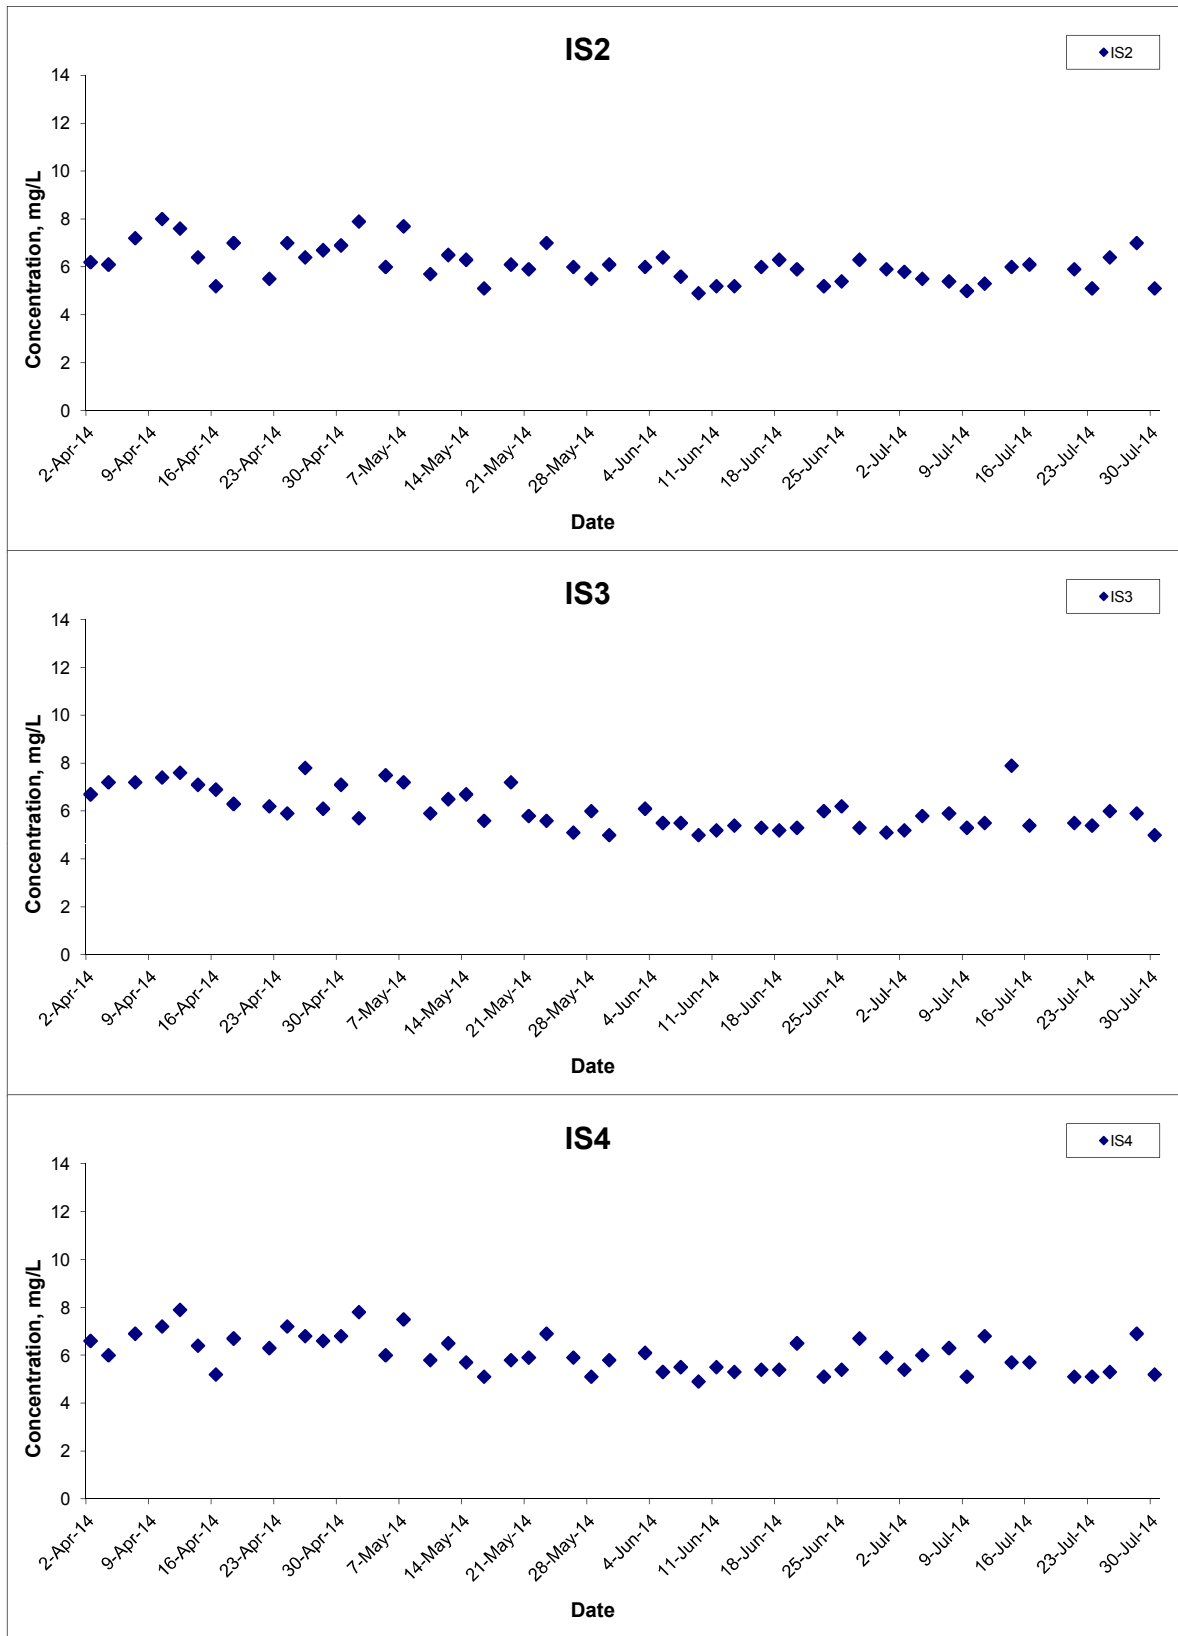 IS2
IS2
14
12
10
8
6
4
2
0
Concentration, mg/L
2-Apr-14
9-Apr-14
16-Apr-14
23-Apr-14
30-Apr-14
7-May-14
14-May-14
21-May-14
28-May-14
4-Jun-14
11-Jun-14
18-Jun-14
25-Jun-14
2-Jul-14
9-Jul-14
16-Jul-14
23-Jul-14
30-Jul-14
Date
IS3
IS3
14
12
10
8
6
4
2
0
Concentration, mg/L
2-Apr-14
9-Apr-14
16-Apr-14
23-Apr-14
30-Apr-14
7-May-14
14-May-14
21-May-14
28-May-14
4-Jun-14
11-Jun-14
18-Jun-14
25-Jun-14
2-Jul-14
9-Jul-14
16-Jul-14
23-Jul-14
30-Jul-14
Date
IS4
IS4
14
12
10
8
6
4
2
0
Concentration, mg/L
2-Apr-14
9-Apr-14
16-Apr-14
23-Apr-14
30-Apr-14
7-May-14
14-May-14
21-May-14
28-May-14
4-Jun-14
11-Jun-14
18-Jun-14
25-Jun-14
2-Jul-14
9-Jul-14
16-Jul-14
23-Jul-14
30-Jul-14
Date